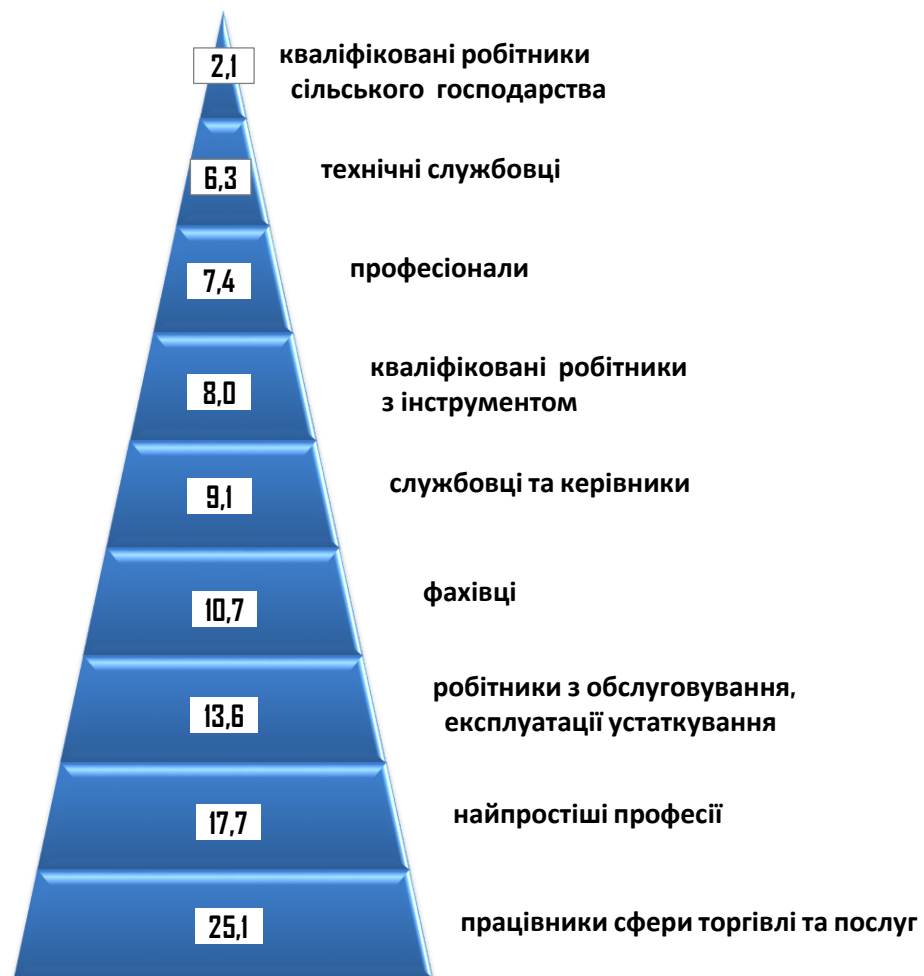 2,1
кваліфіковані робітники
сільського господарства
6,3
технічні службовці
7,4
професіонали
8,0
кваліфіковані робітники
з інструментом
9,1
службовці та керівники
10,7
фахівці
13,6
робітники з обслуговування,
експлуатації устаткування
17,7
найпростіші професії
25,1
працівники сфери торгівлі та послуг